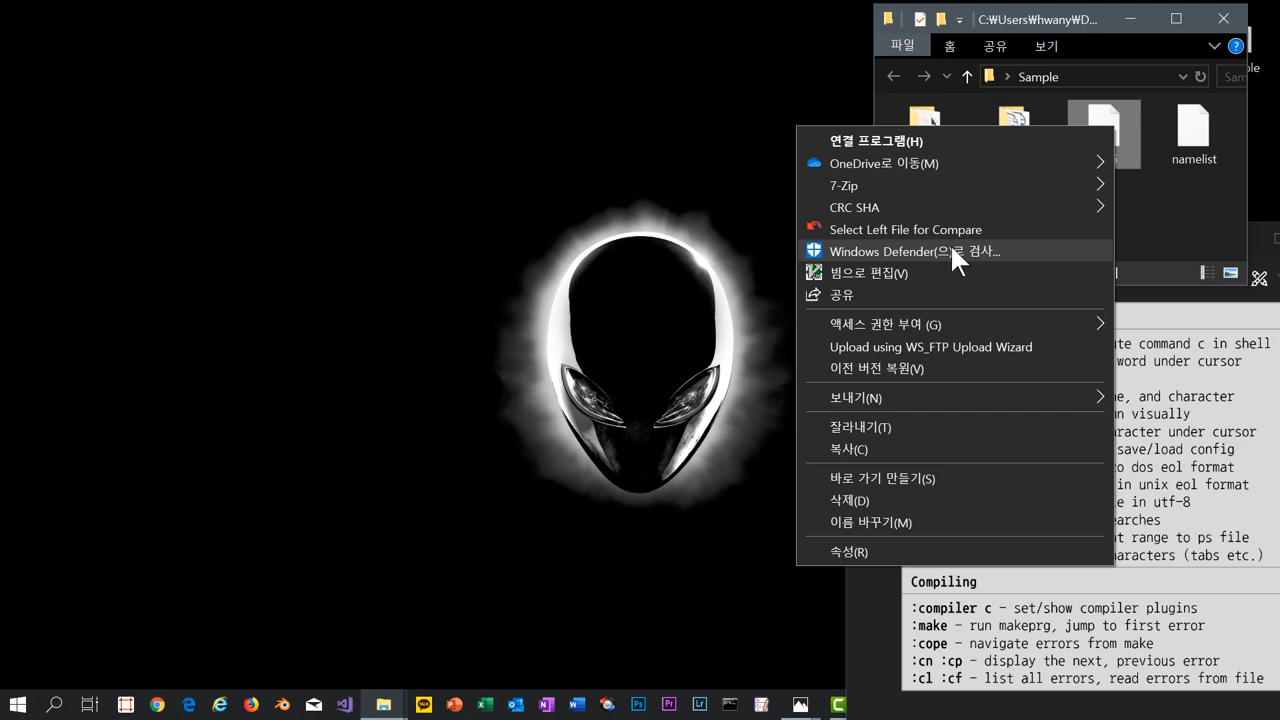 C:₩Users₩hwany₩D...
파일
홈
공유
보기
Sample
Sam
namelist
연결 프로그램(H)
OneDrive로 이동(M)
7-Zip
CRC SHA
Select Left File for Compare
Windows Defender(으)로 검사...
빔으로 편집(V)
공유
액세스 권한 부여 (G)
Upload using WS_FTP Upload Wizard
이전 버전 복원(V)
보내기(N)
잘라내기(T)
복사(C)
바로 가기 만들기(S)
삭제(D)
이름 바꾸기(M)
속성(R)
command c in shell
word under cursor
and character
visually
under cursor
save/load config
dos eol format
in unix eol format
in utf-8
range to ps file
(tabs etc.)
Compiling
:compiler c – set/show compiler plugins
:make – run makeprg, jump to first error
:cope – navigate errors from make
:cn :cp – display the next, previous error
:cl :cf – list all errors, read errors from file